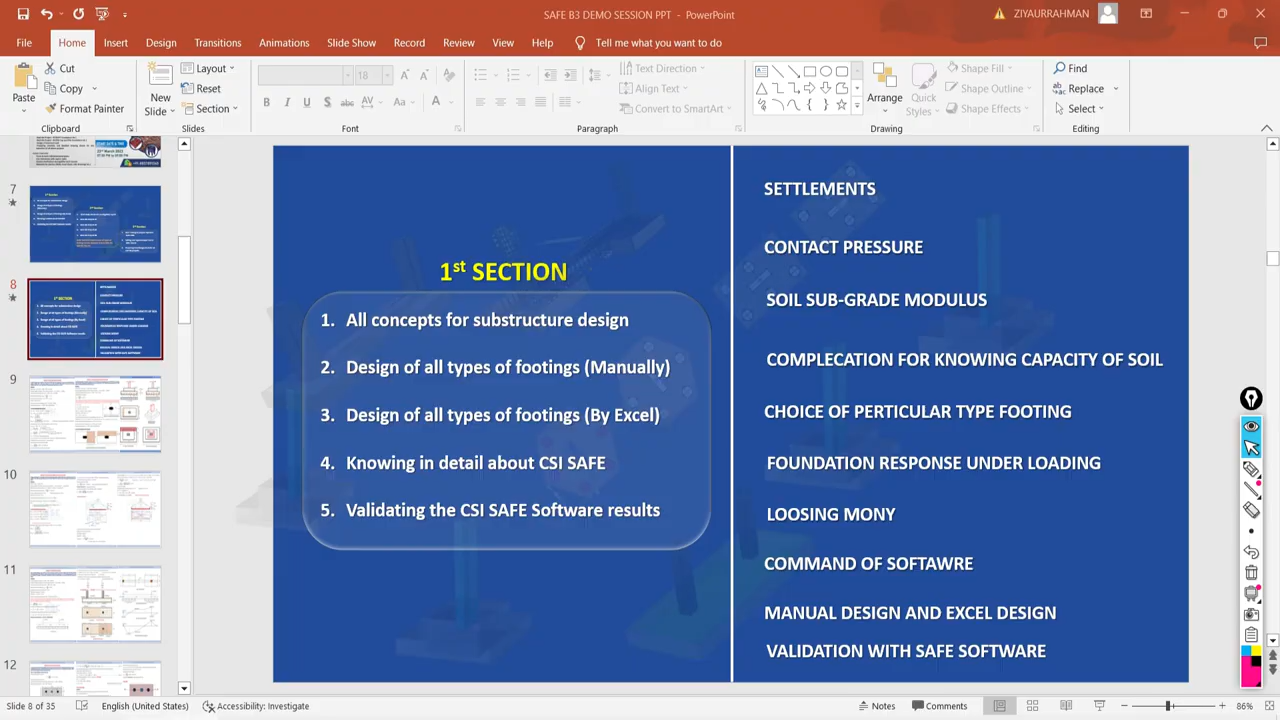 SAFE B3 DEMO SESSION PPT - PowerPoint
ZIYAURRAHMAN
File Home Insert Design Transitions Animations Slide Show Record Review View Help Tell me what you want to do
Paste
Cut
Copy
Format Painter
Clipboard
New Slide
Layout
Reset
Section
Slides
18
Font
Text Direction
Align Text
Convert to SmartArt
Paragraph
Arrange
Quick Styles
Shape Fill
Shape Outline
Shape Effects
Drawing
Find
Replace
Select
Editing
7
8
10
11
12
1st SECTION
1. All concepts for substructure design
2. Design of all types of footings (Manually)
3. Design of all types of footings (By Excel)
4. Knowing in detail about CSI SAFE
5. Validating the CSI SAFE Software results
SETTLEMENTS
CONTACT PRESSURE
SOIL SUB-GRADE MODULUS
COMPLECATION FOR KNOWING CAPACITY OF SOIL
CHOISE OF PERTICULAR TYPE FOOTING
FOUNDATION RESPONSE UNDER LOADING
LOOSING MONY
COMMAND OF SOFTAWRE
MANUAL DESIGN AND EXCEL DESIGN
VALIDATION WITH SAFE SOFTWARE
Slide 8 of 35 English (United States) Accessibility: Investigate Notes Comments 86%